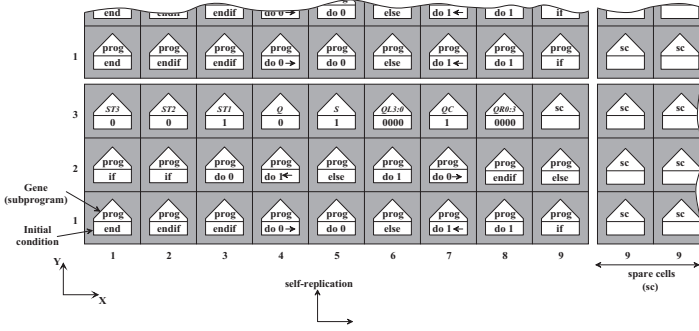 end endif endif do 0→ do 0 else do 1← do 1 if
prog prog prog prog prog prog prog prog prog sc sc
1 end endif endif do 0→ do 0 else do 1← do 1 if
ST3 ST2 ST1 Q S QL3:0 QC QR0:3 sc sc sc
3 0 0 1 0 1 0000 1 0000
prog prog prog prog prog prog prog prog prog sc sc
2 if if do 0 do 1← else do 1 do 0→ endif else
Gene
(subprogram)
prog prog prog prog prog prog prog prog prog sc sc
1 end endif endif do 0→ do 0 else do 1← do 1 if
Initial
condition
1 2 3 4 5 6 7 8 9 9 9
Y
X
spare cells
(sc)
self-replication